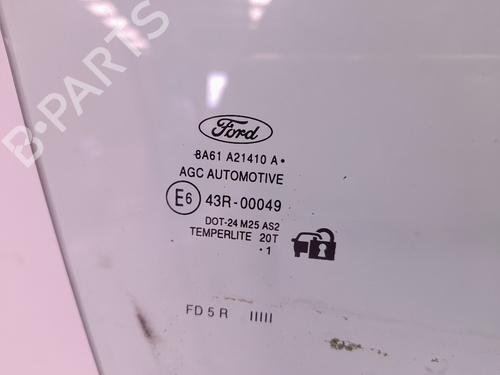 B-PARTS
Ford
8A61 A21410 A•
AGC AUTOMOTIVE
E6 43R-00049
DOT-24 M25 AS2
TEMPERLITE 20T
•1
FD 5 R IIIII